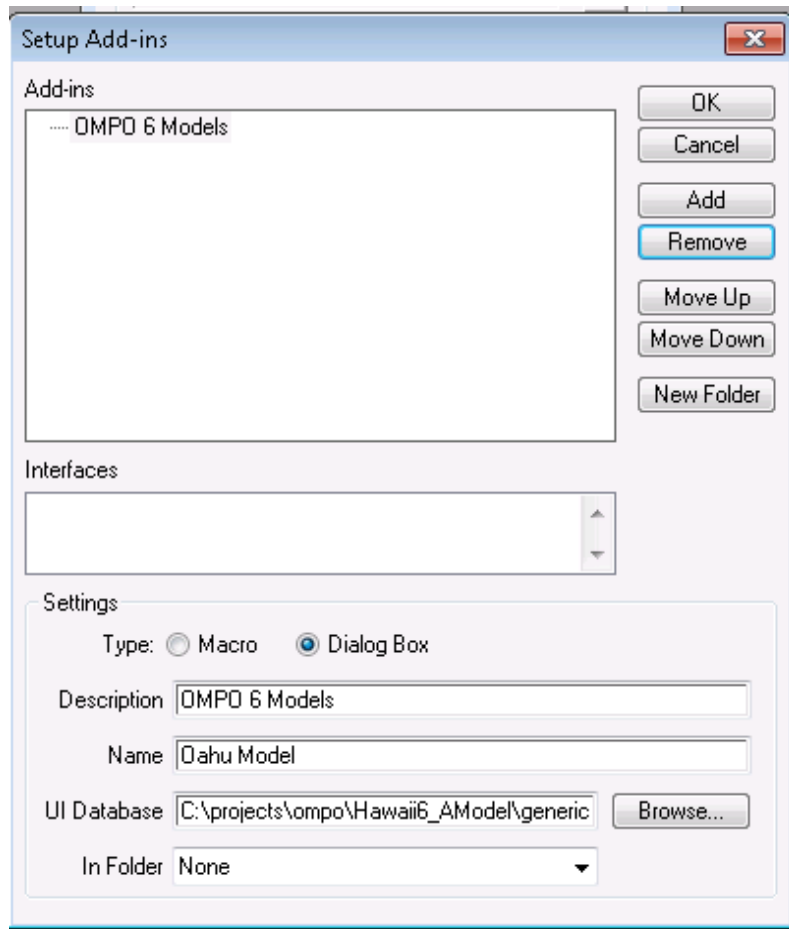 Setup Add-ins
Add-ins
OMPO 6 Models
OK
Cancel
Add
Remove
Move Up
Move Down
New Folder
Interfaces
Settings
Type: Macro Dialog Box
Description OMPO 6 Models
Name Oahu Model
UI Database C:\projects\ompo\Hawaii6_AModel\generic Browse...
In Folder None